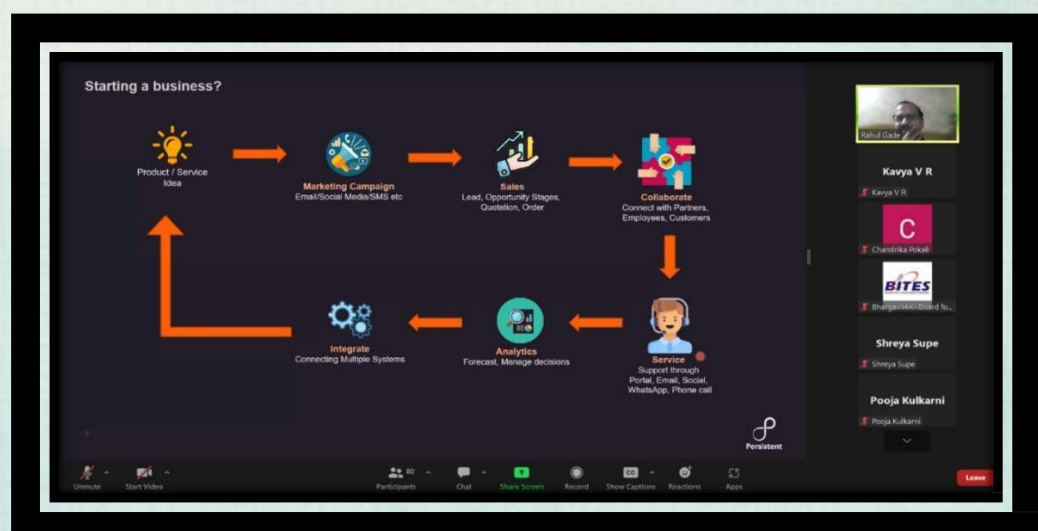 Starting a business?
Product / Service
Idea
Marketing Campaign
Email/Social Media/SMS etc
Sales
Lead, Opportunity Stages,
Quotation, Order
Collaborate
Connect with Partners,
Employees, Customers
Integrate
Connecting Multiple Systems
Analytics
Forecast, Manage decisions
Service
Support through
Portal, Email, Social,
WhatsApp, Phone call
Persistent
Rahul Gade
Kavya V R
Kavya V R
C
Chandrika Pokali
BITES
Board fo...
Shreya Supe
Shreya Supe
Pooja Kulkarni
Pooja Kulkarni
Unmute
Start Video
80
Participants
Chat
Share Screen
Record
CC
Show Captions
Reactions
Apps
Leave